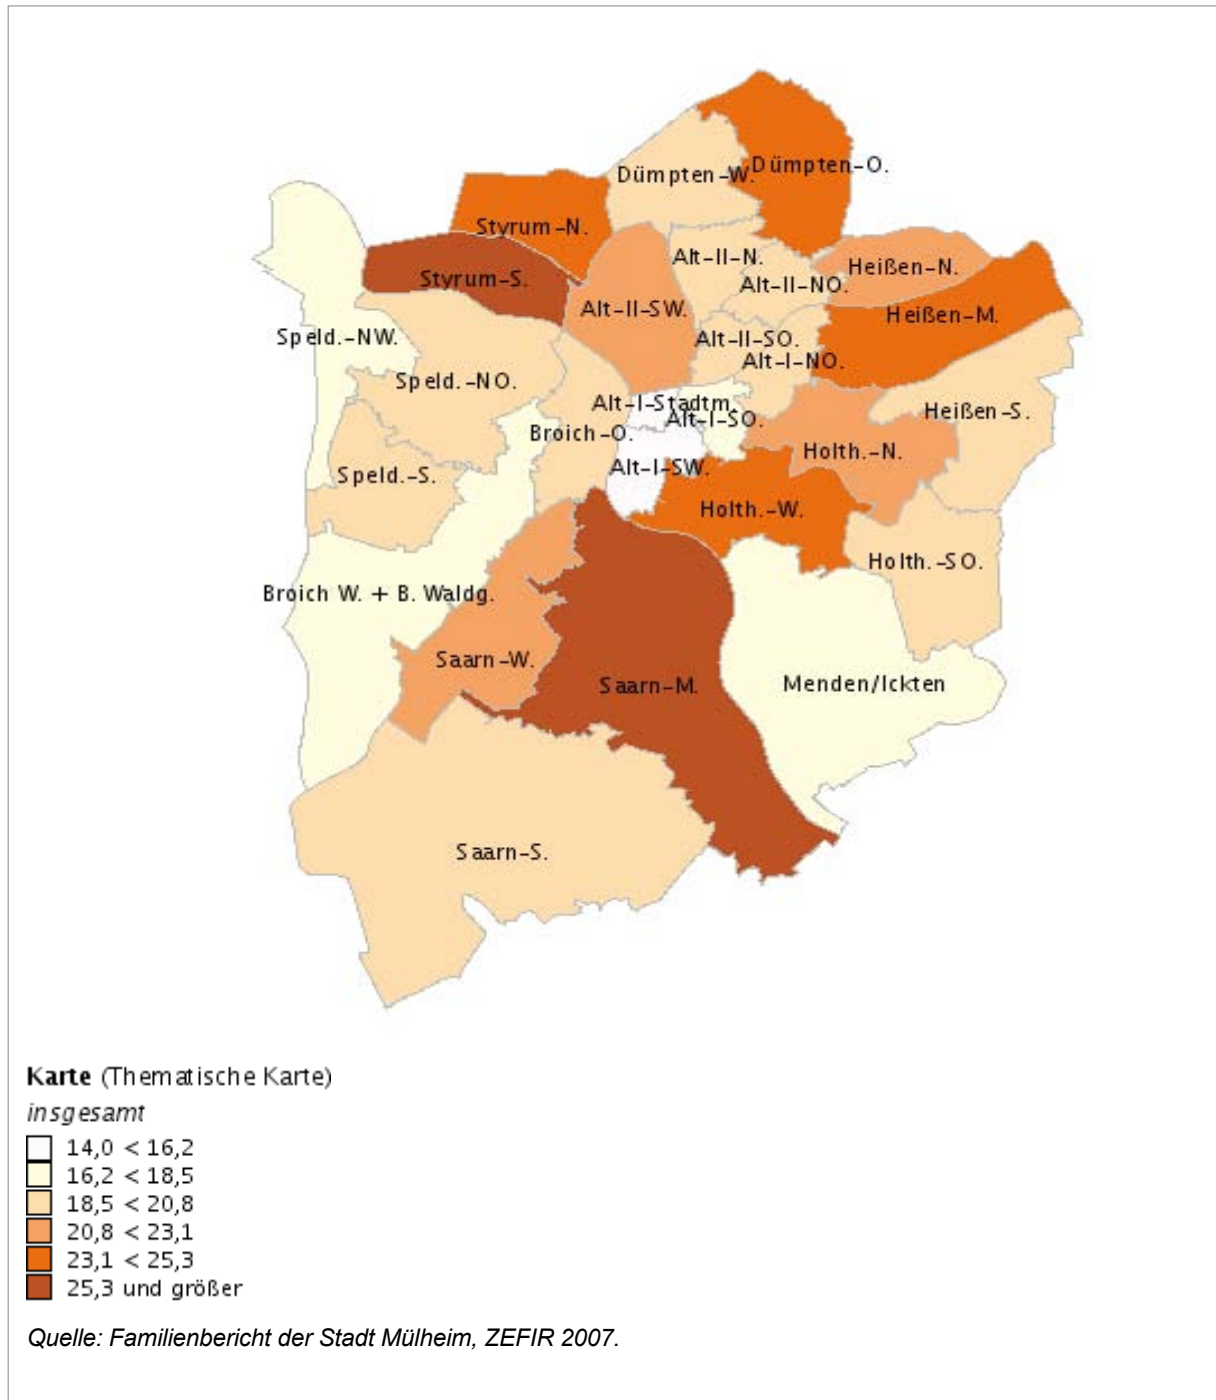 Dümpten-O.
Dümpten-W.
Styrum-N.
Alt-II-N.
Heißen-N.
Styrum-S.
Alt-II-NO.
Alt-II-SW.
Heißen-M.
Speld.-NW.
Alt-II-SO.
Alt-I-NO.
Speld.-NO.
Alt-I-Stadtm.
Heißen-S.
Alt-I-SO.
Broich-O.
Holth.-N.
Alt-I-SW.
Speld.-S.
Holth.-W.
Holth.-SO.
Broich W. + B. Waldg.
Saarn-W.
Saarn-M.
Menden/Ickten
Saarn-S.
Karte (Thematische Karte)
insgesamt
14,0 < 16,2
16,2 < 18,5
18,5 < 20,8
20,8 < 23,1
23,1 < 25,3
25,3 und größer
Quelle: Familienbericht der Stadt Mülheim, ZEFIR 2007.